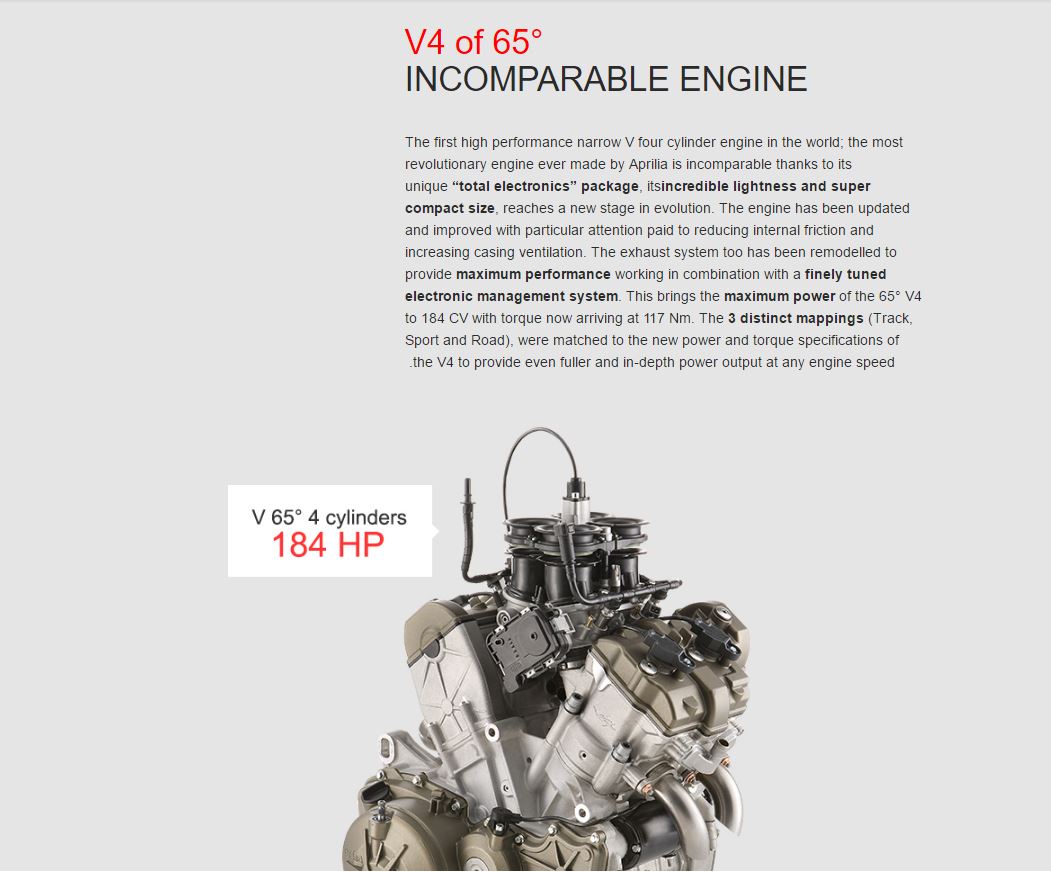 V4 of 65°
INCOMPARABLE ENGINE
The first high performance narrow V four cylinder engine in the world; the most
revolutionary engine ever made by Aprilia is incomparable thanks to its
unique “total electronics” package, itsincredible lightness and super
compact size, reaches a new stage in evolution. The engine has been updated
and improved with particular attention paid to reducing internal friction and
increasing casing ventilation. The exhaust system too has been remodelled to
provide maximum performance working in combination with a finely tuned
electronic management system. This brings the maximum power of the 65° V4
to 184 CV with torque now arriving at 117 Nm. The 3 distinct mappings (Track,
Sport and Road), were matched to the new power and torque specifications of
.the V4 to provide even fuller and in-depth power output at any engine speed
V 65° 4 cylinders
184 HP